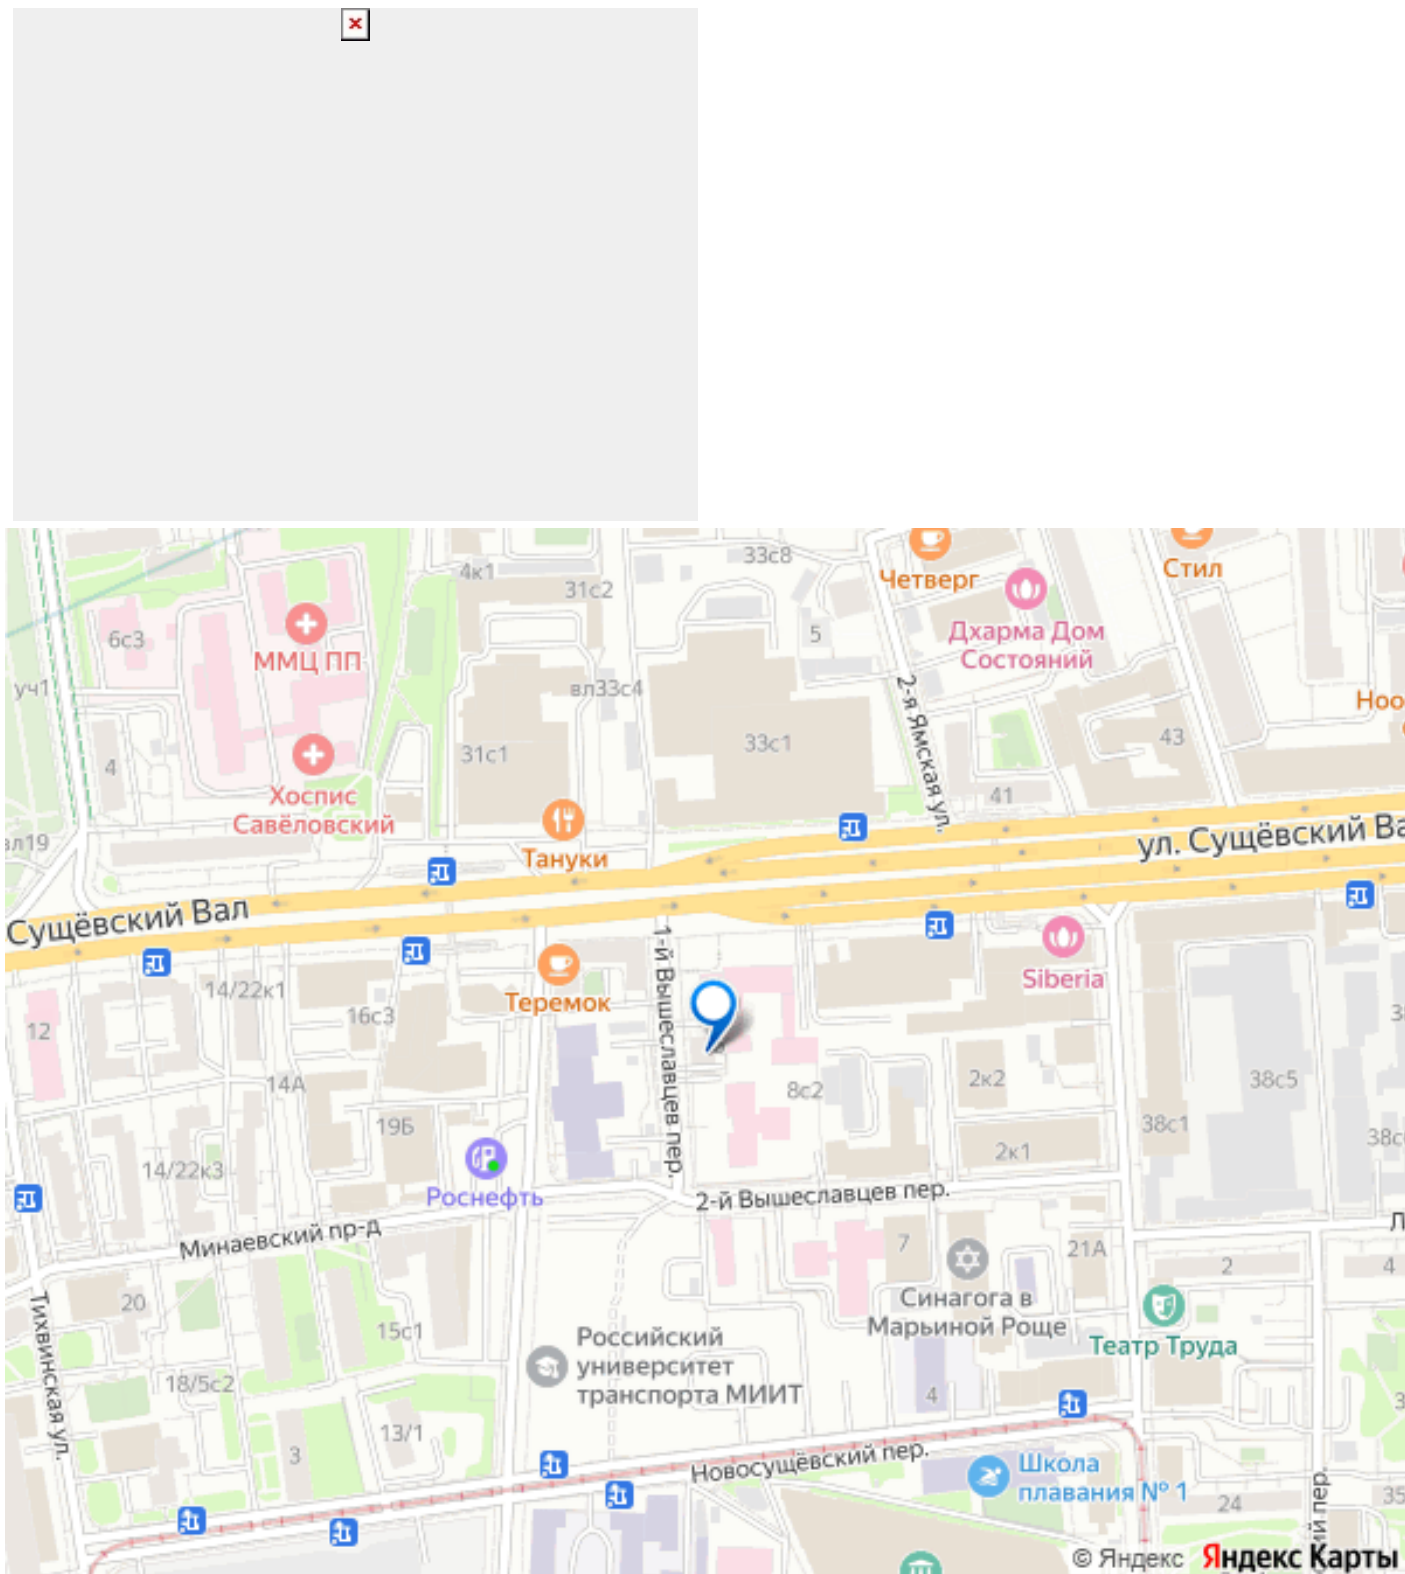 33с8
Четверг
Стил
4к1
31с2
6с3
ММЦ ПП
5
Дхарма Дом
Состояний
уч1
вл33с4
2-я Ямская ул.
Ноо
31с1
33с1
43
4
Хоспис
Савёловский
41
вл19
Тануки
ул. Сущёвский Ва
Сущёвский Вал
1-й Вышеславцев пер.
Siberia
14/22к1
Теремок
16с3
12
14А
8с2
2к2
38с5
19Б
38с1
2к1
14/22к3
Роснефть
2-й Вышеславцев пер.
Минаевский пр-д
7
21А
2
4
Синагога в
Марьиной Роще
20
Тихвинская ул.
15с1
Российский
университет
транспорта МИИТ
Театр Труда
18/5с2
4
13/1
3
Новосущёвский пер.
Школа
плавания № 1
24
35
ий пер.
© Яндекс Яндекс Карты